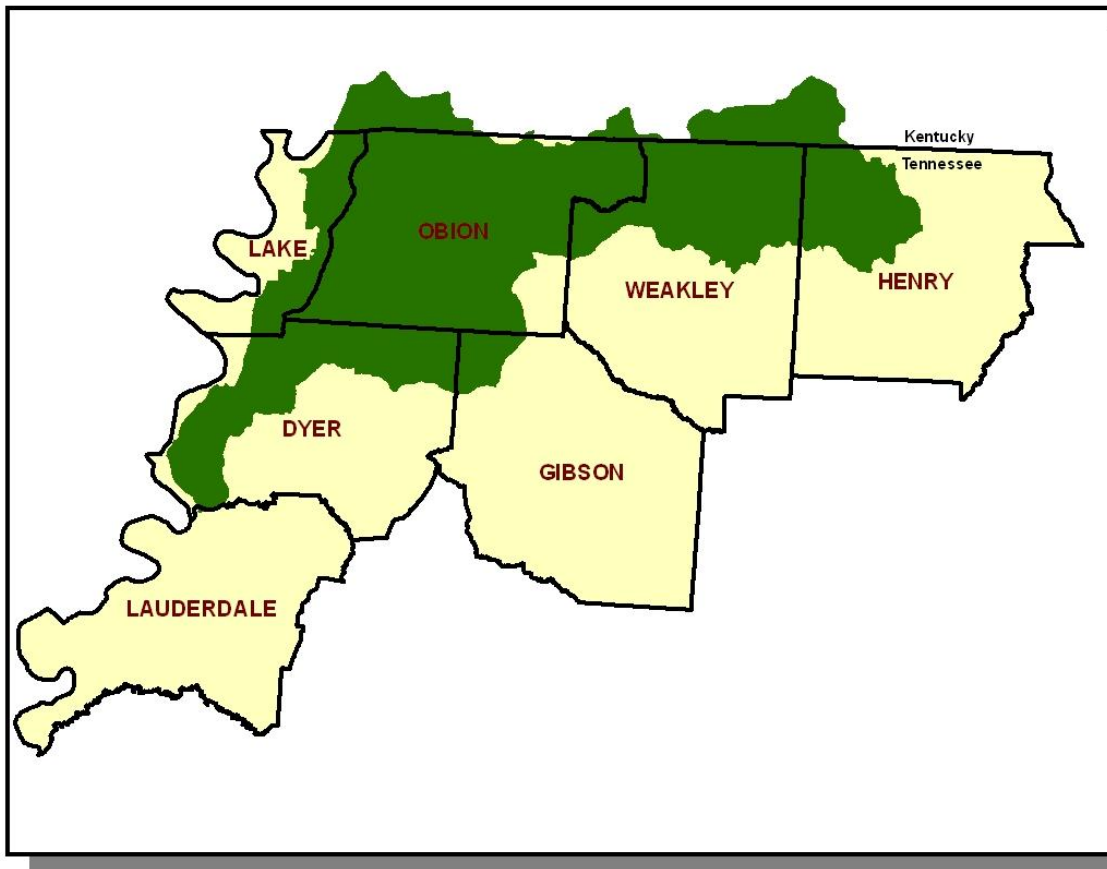 Kentucky
Tennessee
LAKE
OBION
WEAKLEY
HENRY
DYER
GIBSON
LAUDERDALE